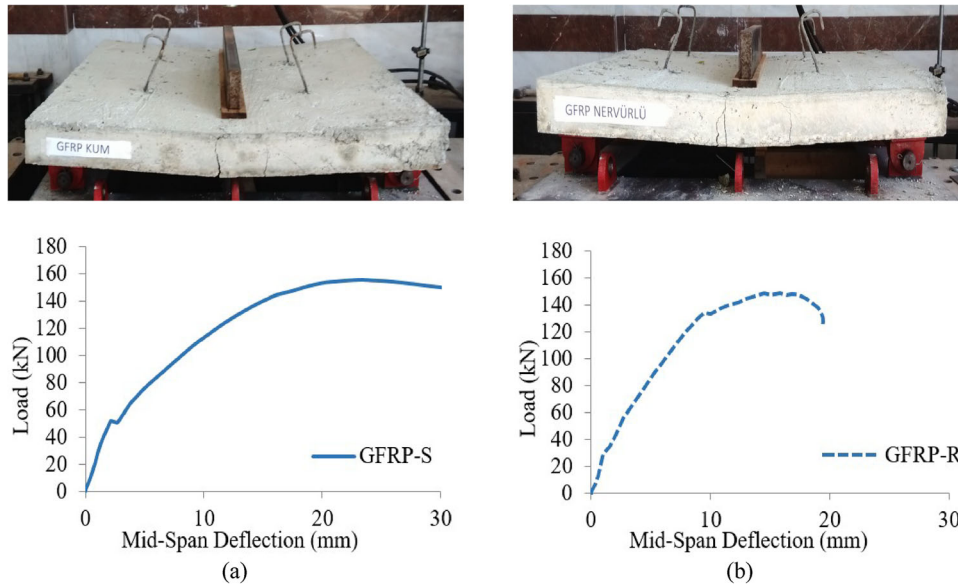 GFRP KUM
GFRP NERVÜRLÜ
180
160
140
120
100
80
60
40
20
0
Load (kN)
GFRP-S
0 10 20 30
Mid-Span Deflection (mm)
(a)
180
160
140
120
100
80
60
40
20
0
Load (kN)
GFRP-R
0 10 20 30
Mid-Span Deflection (mm)
(b)